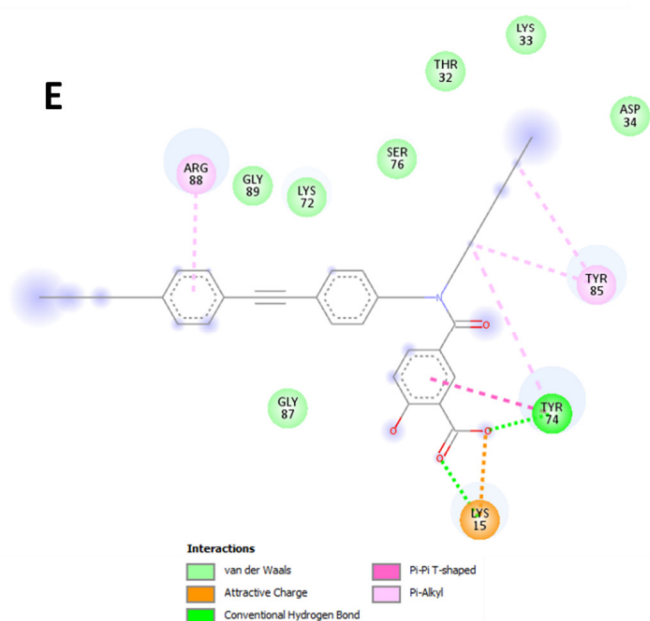 E
LYS
33
THR
32
ASP
34
SER
76
ARG
88
GLY
89
LYS
72
TYR
85
N
O
GLY
87
TYR
74
O
O
O
LYS
15
Interactions
van der Waals
Attractive Charge
Conventional Hydrogen Bond
Pi-Pi T-shaped
Pi-Alkyl